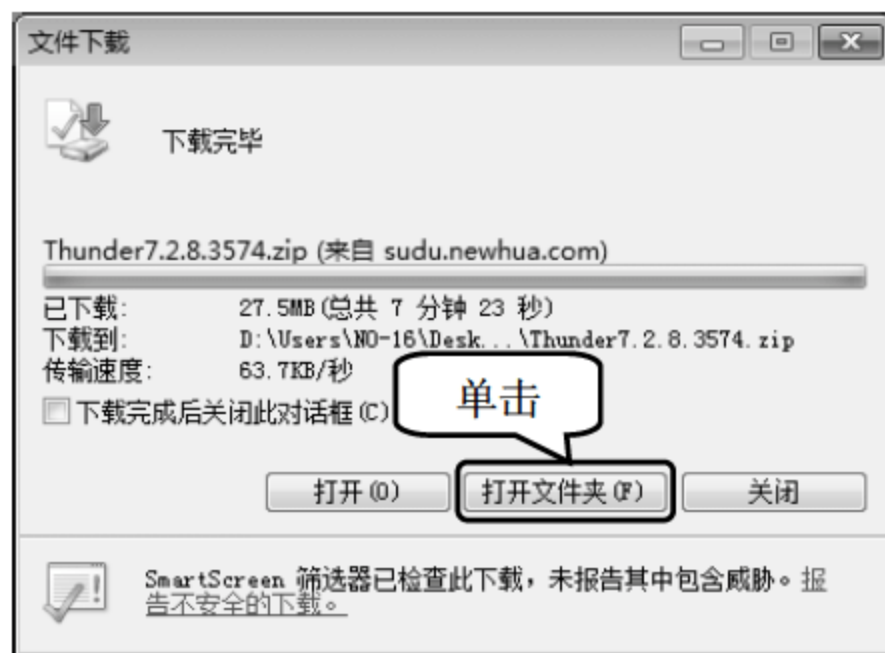 文件下载
下载完毕
Thunder7.2.8.3574.zip (来自 sudu.newhua.com)
已下载: 27.5MB(总共 7 分钟 23 秒)
下载到: D:\Users\NO-16\Desk...\Thunder7.2.8.3574.zip
传输速度: 63.7KB/秒
单击
下载完成后关闭此对话框(C)
打开(O) 打开文件夹(F) 关闭
SmartScreen 筛选器已检查此下载，未报告其中包含威胁。报
告不安全的下载。